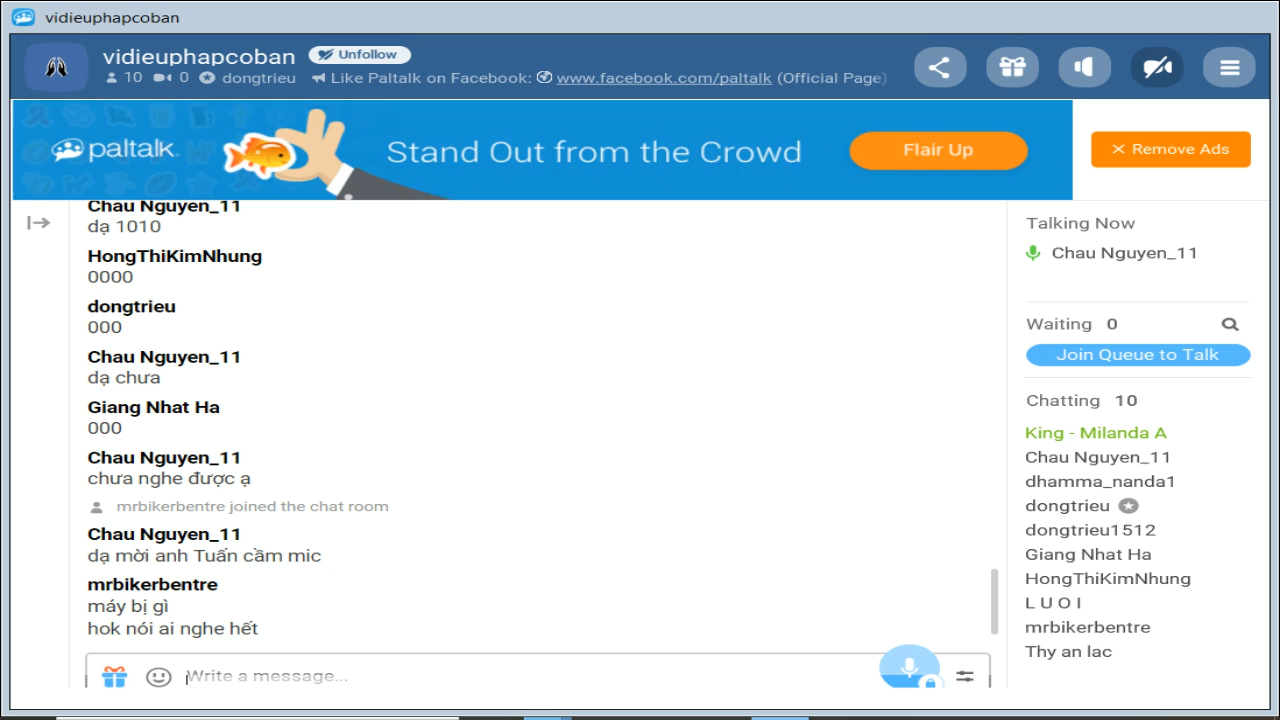 vidieuphapcoban
vidieuphapcoban Unfollow
10 0 dongtrieu Like Paltalk on Facebook: www.facebook.com/paltalk (Official Page)
paltalk Stand Out from the Crowd Flair Up
× Remove Ads
Chau Nguyen_11
dạ 1010
HongThiKimNhung
0000
dongtrieu
000
Chau Nguyen_11
dạ chưa
Giang Nhat Ha
000
Chau Nguyen_11
chưa nghe được ạ
mrbikerbentre joined the chat room
Chau Nguyen_11
dạ mời anh Tuấn cầm mic
mrbikerbentre
máy bị gì
hok nói ai nghe hết
Write a message...
Talking Now
Chau Nguyen_11
Waiting 0
Join Queue to Talk
Chatting 10
King - Milanda A
Chau Nguyen_11
dhamma_nanda1
dongtrieu
dongtrieu1512
Giang Nhat Ha
HongThiKimNhung
L U O I
mrbikerbentre
Thy an lac